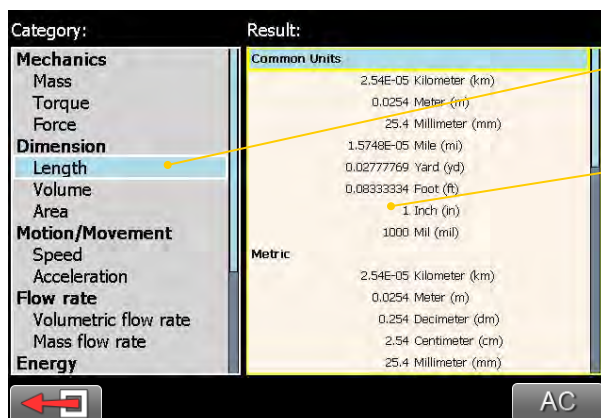 Category:
Mechanics
Mass
Torque
Force
Dimension
Length
Volume
Area
Motion/Movement
Speed
Acceleration
Flow rate
Volumetric flow rate
Mass flow rate
Energy
Result:
Common Units
2.54E-05 Kilometer (km)
0.0254 Meter (m)
25.4 Millimeter (mm)
1.5748E-05 Mile (mi)
0.02777769 Yard (yd)
0.08333334 Foot (ft)
1 Inch (in)
1000 Mil (mil)
Metric
2.54E-05 Kilometer (km)
0.0254 Meter (m)
0.254 Decimeter (dm)
2.54 Centimeter (cm)
25.4 Millimeter (mm)
AC